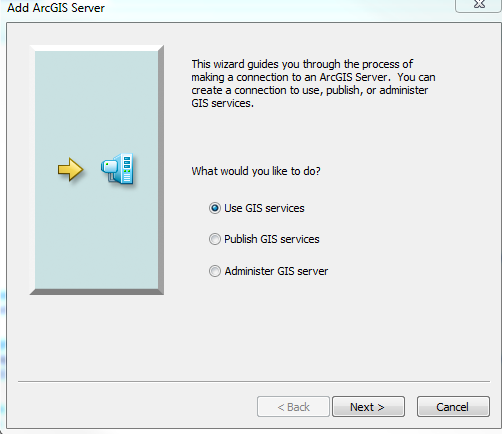 Add ArcGIS Server
This wizard guides you through the process of
making a connection to an ArcGIS Server. You can
create a connection to use, publish, or administer
GIS services.
What would you like to do?
Use GIS services
Publish GIS services
Administer GIS server
< Back
Next >
Cancel